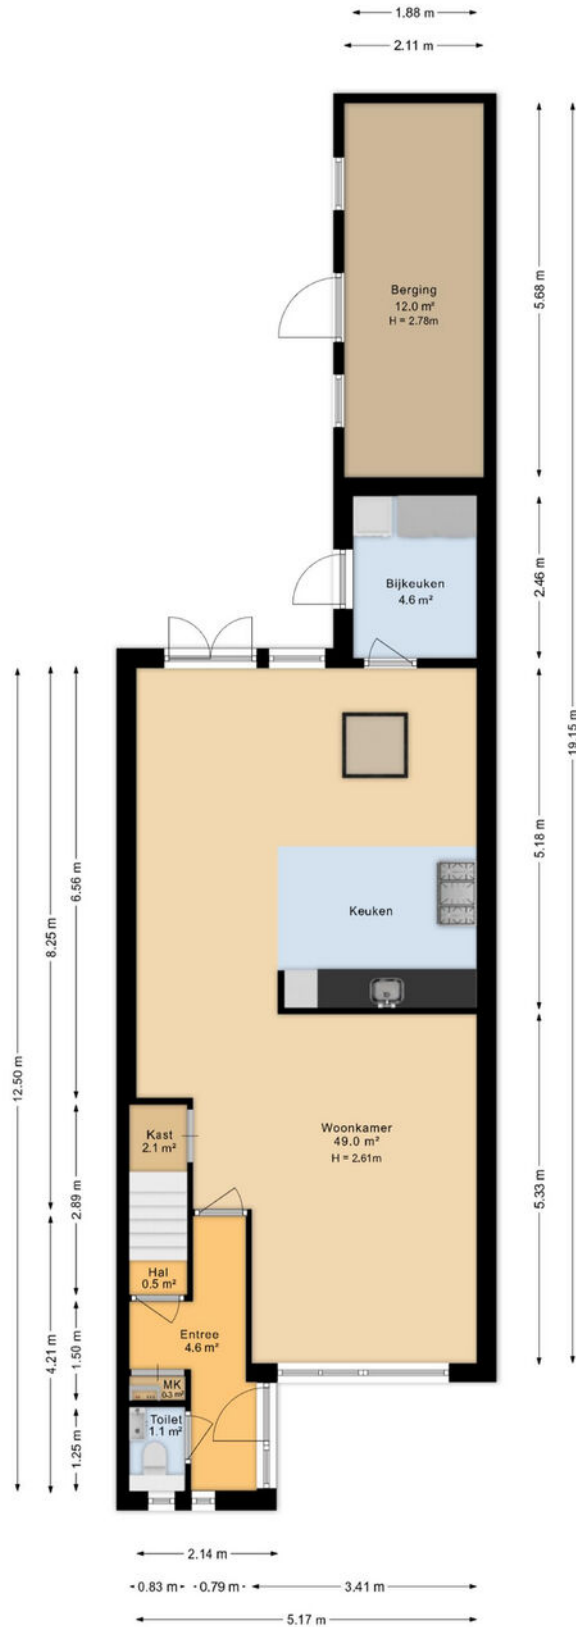 1.88 m
2.11 m
Berging
12.0 m²
H = 2.78m
5.68 m
Bijkeuken
4.6 m²
2.46 m
19.15 m
Keuken
5.18 m
6.56 m
8.25 m
12.50 m
Woonkamer
49.0 m²
H = 2.61m
Kast
2.1 m²
2.89 m
5.33 m
Hal
0.5 m²
Entree
4.6 m²
4.21 m
1.50 m
MK
0.3 m²
Toilet
1.1 m²
1.25 m
2.14 m
0.83 m
0.79 m
3.41 m
5.17 m